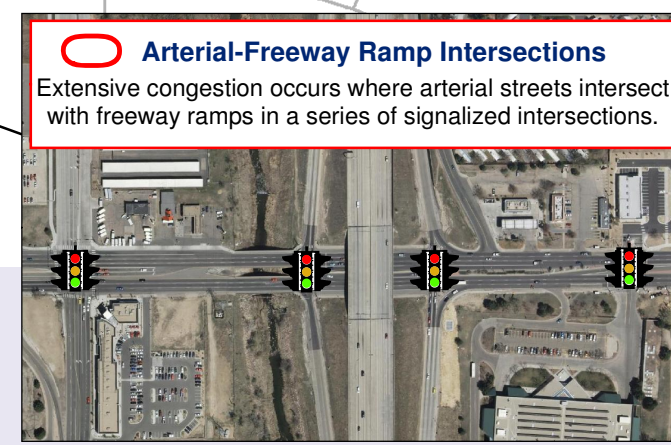 Arterial-Freeway Ramp Intersections
Extensive congestion occurs where arterial streets intersect
with freeway ramps in a series of signalized intersections.